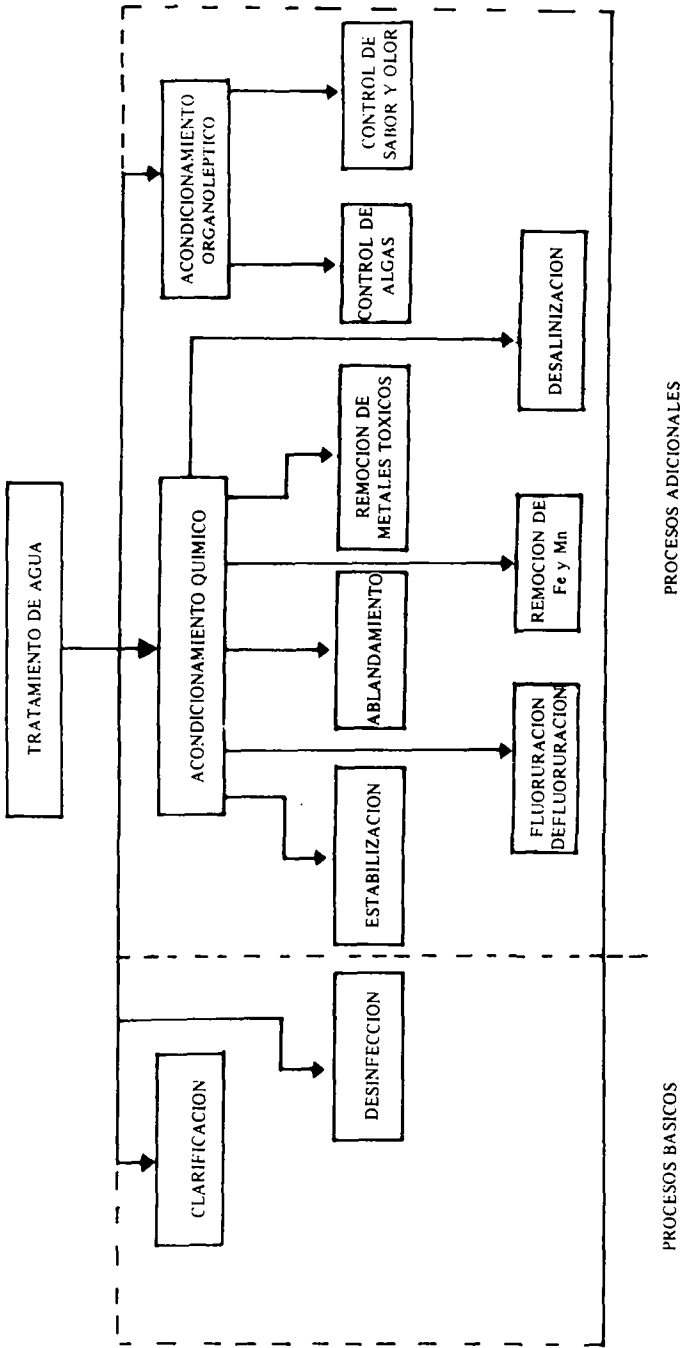 TRATAMIENTO DE AGUA
CLARIFICACION
ACONDICIONAMIENTO QUIMICO
ACONDICIONAMIENTO
ORGANOLEPTICO
DESINFECCION
ESTABILIZACION
ABLANDAMIENTO
REMOCION DE
METALES TOXICOS
CONTROL DE
ALGAS
CONTROL DE
SABOR Y OLOR
FLUORURACION
DEFLUORURACION
REMOCION DE
Fe y Mn
DESALINIZACION
PROCESOS BASICOS
PROCESOS ADICIONALES